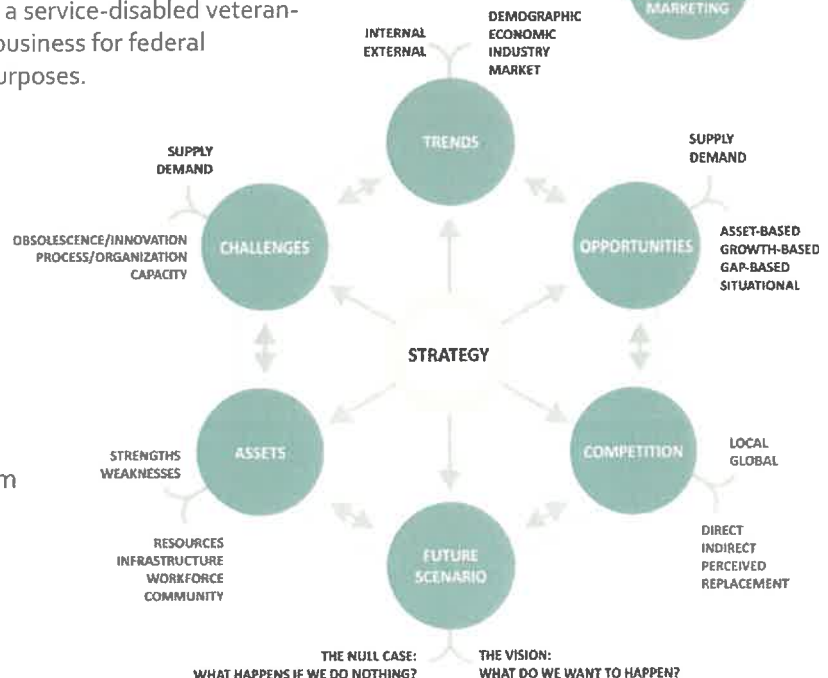 a service-disabled veteran-
business for federal
urposes.
MARKETING
INTERNAL
EXTERNAL
DEMOGRAPHIC
ECONOMIC
INDUSTRY
MARKET
TRENDS
SUPPLY
DEMAND
OBSOLESCENCE/INNOVATION
PROCESS/ORGANIZATION
CAPACITY
CHALLENGES
SUPPLY
DEMAND
OPPORTUNITIES
ASSET-BASED
GROWTH-BASED
GAP-BASED
SITUATIONAL
STRATEGY
STRENGTHS
WEAKNESSES
ASSETS
RESOURCES
INFRASTRUCTURE
WORKFORCE
COMMUNITY
m
COMPETITION
LOCAL
GLOBAL
DIRECT
INDIRECT
PERCEIVED
REPLACEMENT
FUTURE
SCENARIO
THE NULL CASE:
WHAT HAPPENS IF WE DO NOTHING?
THE VISION:
WHAT DO WE WANT TO HAPPEN?